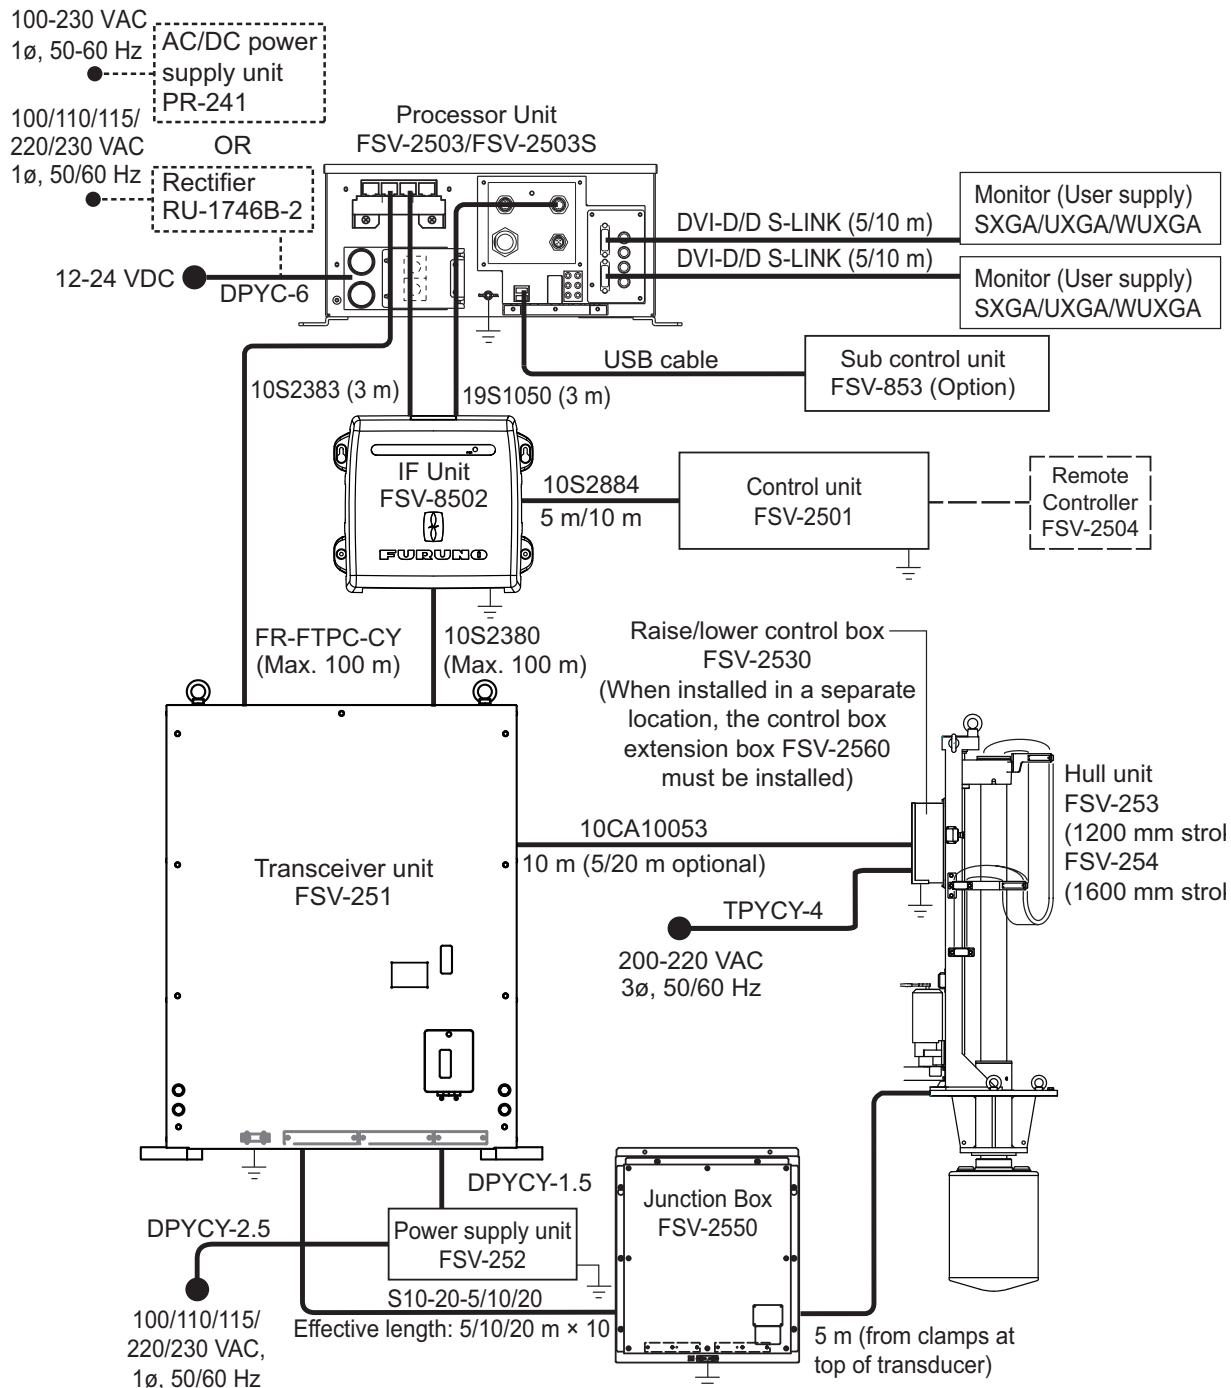 100-230 VAC
1ø, 50-60 Hz
AC/DC power
supply unit
PR-241
100/110/115/
220/230 VAC
1ø, 50/60 Hz
OR
Rectifier
RU-1746B-2
12-24 VDC
DPYC-6
Processor Unit
FSV-2503/FSV-2503S
DVI-D/D S-LINK (5/10 m)
DVI-D/D S-LINK (5/10 m)
Monitor (User supply)
SXGA/UXGA/WUXGA
Monitor (User supply)
SXGA/UXGA/WUXGA
USB cable
Sub control unit
FSV-853 (Option)
10S2383 (3 m)
19S1050 (3 m)
IF Unit
FSV-8502
FURUNO
10S2884
5 m/10 m
Control unit
FSV-2501
Remote
Controller
FSV-2504
FR-FTPC-CY
(Max. 100 m)
10S2380
(Max. 100 m)
Raise/lower control box
FSV-2530
(When installed in a separate
location, the control box
extension box FSV-2560
must be installed)
Hull unit
FSV-253
(1200 mm strok
FSV-254
(1600 mm strok
Transceiver unit
FSV-251
10CA10053
10 m (5/20 m optional)
TPYCY-4
200-220 VAC
3ø, 50/60 Hz
DPYCY-1.5
DPYCY-2.5
Power supply unit
FSV-252
Junction Box
FSV-2550
100/110/115/
220/230 VAC,
1ø, 50/60 Hz
S10-20-5/10/20
Effective length: 5/10/20 m × 10
5 m (from clamps at
top of transducer)